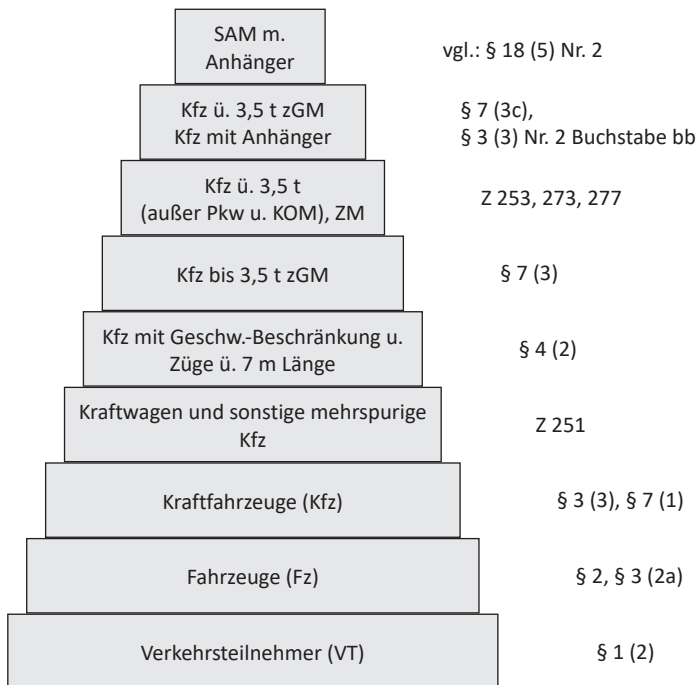 SAM m.
Anhänger
vgl.: § 18 (5) Nr. 2
Kfz ü. 3,5 t zGM
Kfz mit Anhänger
§ 7 (3c),
§ 3 (3) Nr. 2 Buchstabe bb
Kfz ü. 3,5 t
(außer Pkw u. KOM), ZM
Z 253, 273, 277
Kfz bis 3,5 t zGM
§ 7 (3)
Kfz mit Geschw.-Beschränkung u.
Züge ü. 7 m Länge
§ 4 (2)
Kraftwagen und sonstige mehrspurige
Kfz
Z 251
Kraftfahrzeuge (Kfz)
§ 3 (3), § 7 (1)
Fahrzeuge (Fz)
§ 2, § 3 (2a)
Verkehrsteilnehmer (VT)
§ 1 (2)